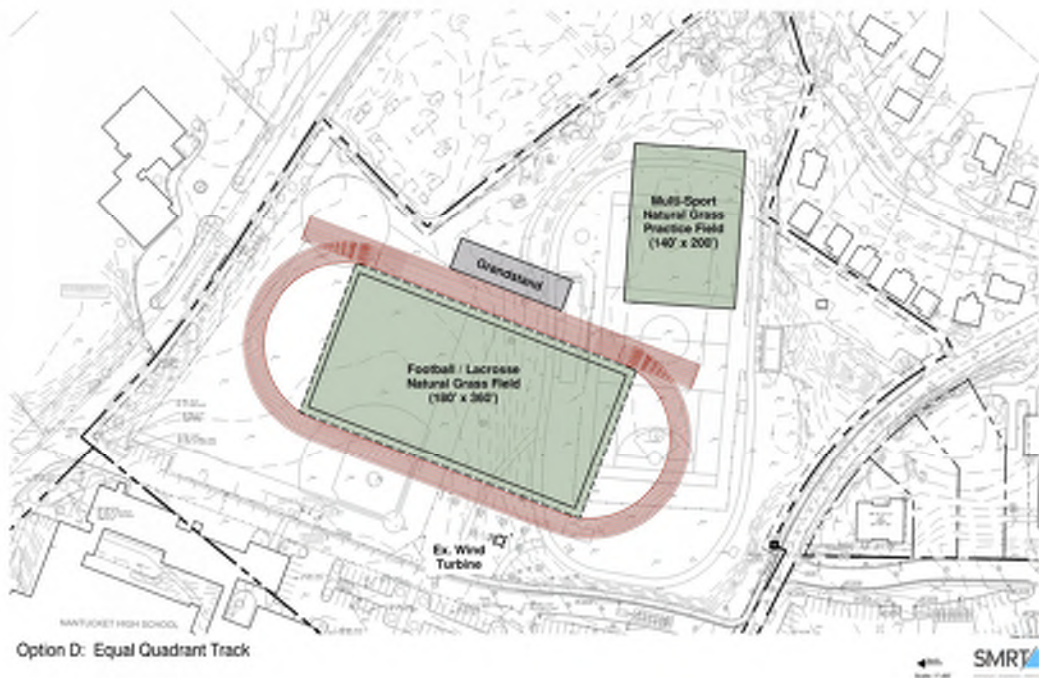 Multi-Sport
Natural Grass
Practice Field
(140' x 200')
Grandstand
Football / Lacrosse
Natural Grass Field
(180' x 360')
Ex. Wind
Turbine
NANTUCKET HIGH SCHOOL
Option D: Equal Quadrant Track
SMRT